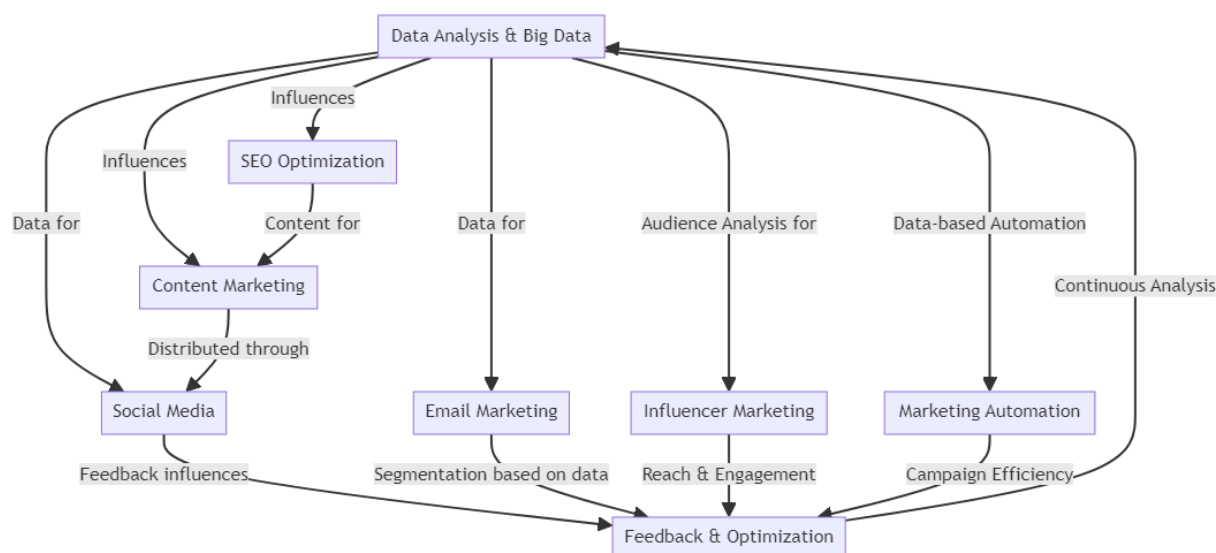 Data Analysis & Big Data
Influences
SEO Optimization
Influences
Data for
Content for
Data for
Audience Analysis for
Data-based Automation
Content Marketing
Continuous Analysis
Distributed through
Social Media
Email Marketing
Influencer Marketing
Marketing Automation
Feedback influences
Segmentation based on data
Reach & Engagement
Campaign Efficiency
Feedback & Optimization